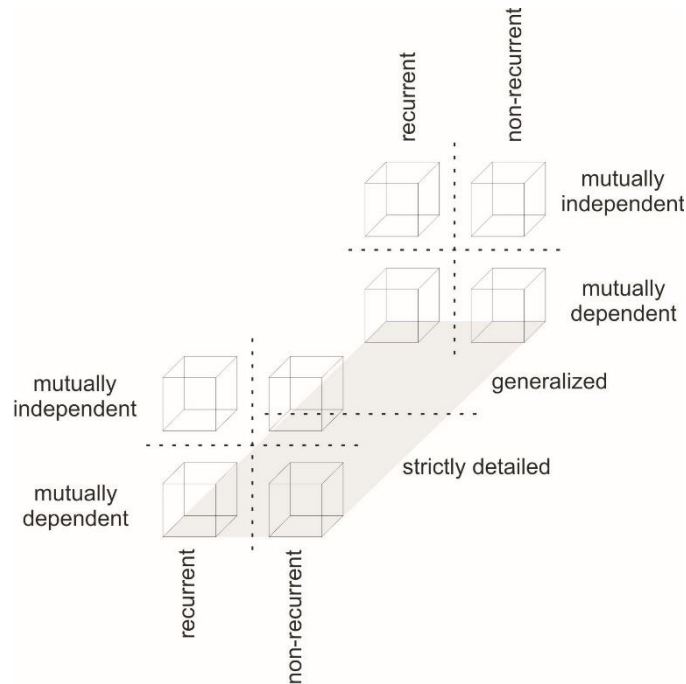 recurrent
non-recurrent
mutually
independent
mutually
dependent
generalized
mutually
independent
strictly detailed
mutually
dependent
recurrent
non-recurrent